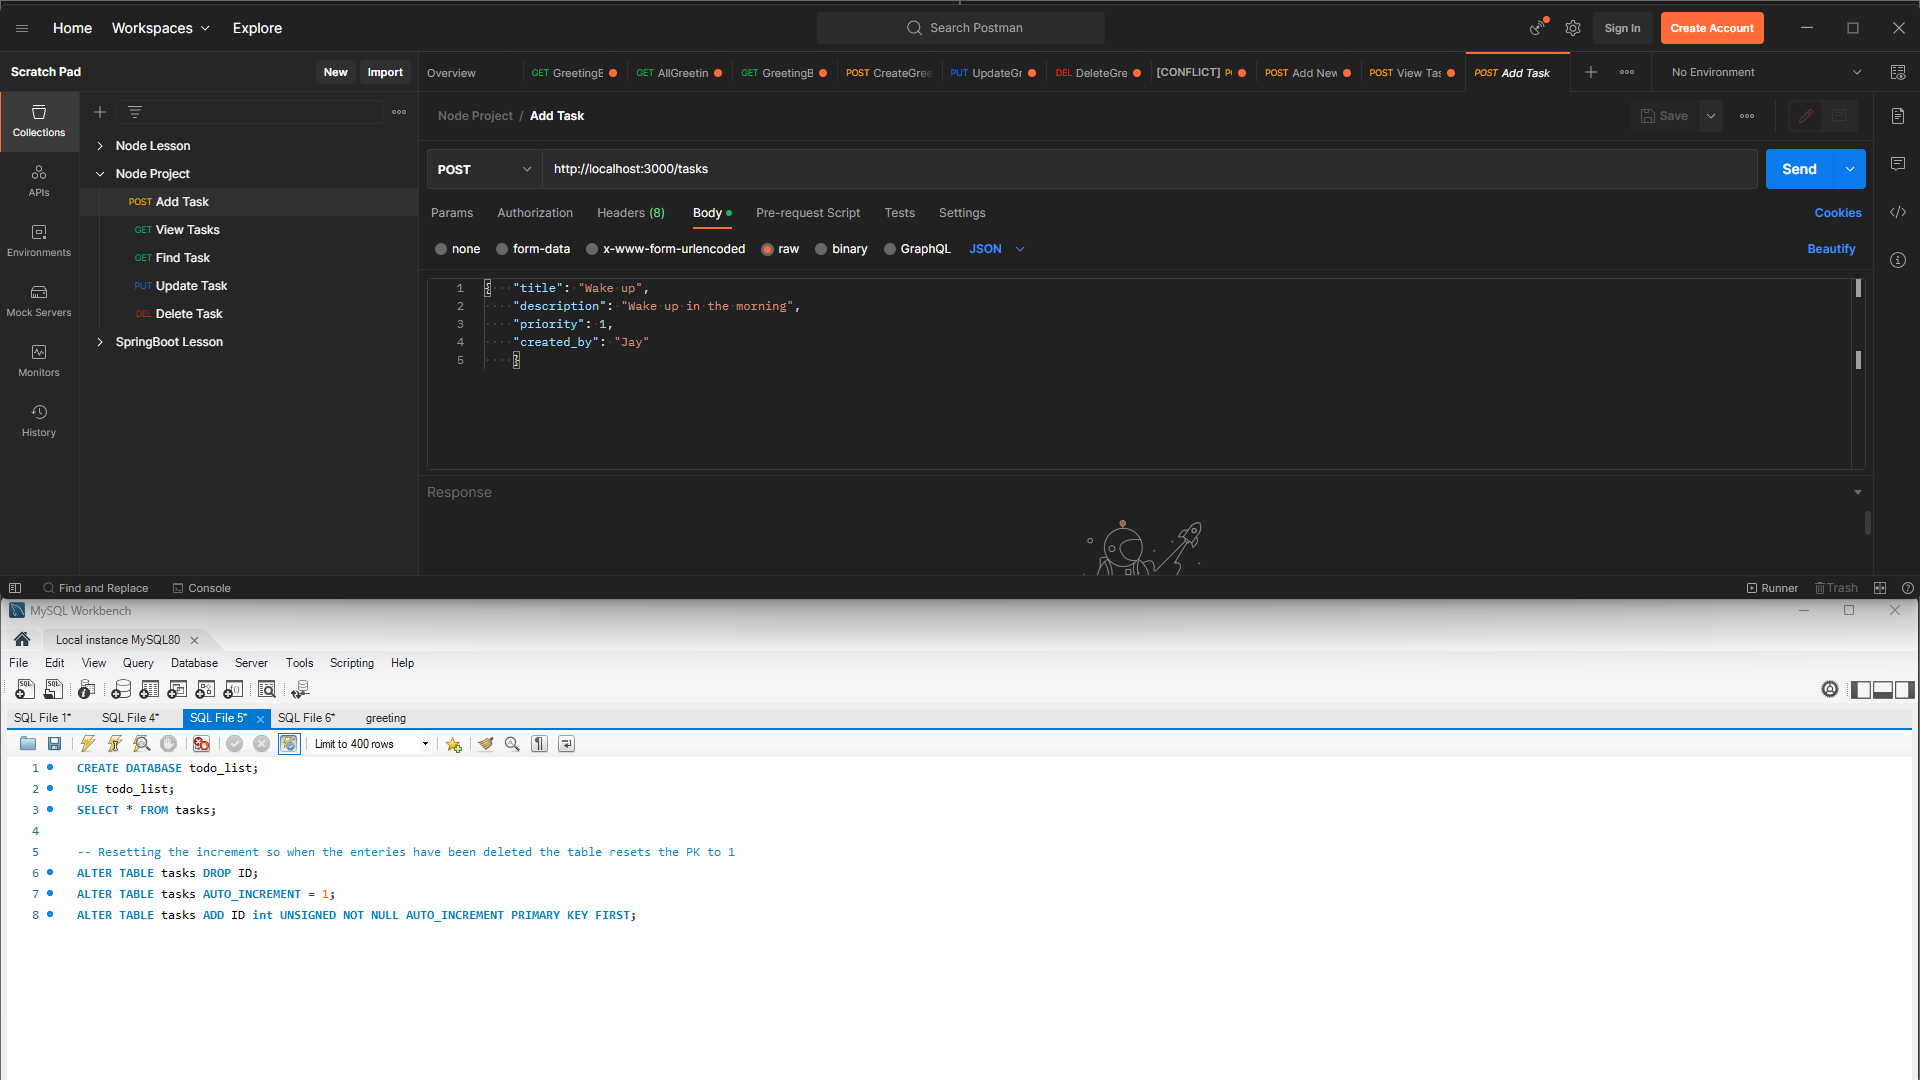 Home Workspaces Explore Search Postman Sign In Create Account
Scratch Pad New Import Overview GET GreetingE GET AllGreetin GET GreetingE POST CreateGree PUT UpdateGr DEL DeleteGre [CONFLICT] POST Add New POST View Tas POST Add Task No Environment
Node Project / Add Task Save
Collections
APIs
Environments
Mock Servers
Monitors
History
Node Lesson
Node Project
POST Add Task
GET View Tasks
GET Find Task
PUT Update Task
DEL Delete Task
SpringBoot Lesson
POST http://localhost:3000/tasks Send
Params Authorization Headers (8) Body Pre-request Script Tests Settings Cookies
none form-data x-www-form-urlencoded raw binary GraphQL JSON Beautify
1 { "title": "Wake up",
2 "description": "Wake up in the morning",
3 "priority": 1,
4 "created_by": "Jay"
5 }
Response
Find and Replace Console Runner Trash
MySQL Workbench
Local instance MySQL80
File Edit View Query Database Server Tools Scripting Help
SQL File 1* SQL File 4* SQL File 5* SQL File 6* greeting
Limit to 400 rows
1 CREATE DATABASE todo_list;
2 USE todo_list;
3 SELECT * FROM tasks;
4
5 -- Resetting the increment so when the enteries have been deleted the table resets the PK to 1
6 ALTER TABLE tasks DROP ID;
7 ALTER TABLE tasks AUTO_INCREMENT = 1;
8 ALTER TABLE tasks ADD ID int UNSIGNED NOT NULL AUTO_INCREMENT PRIMARY KEY FIRST;